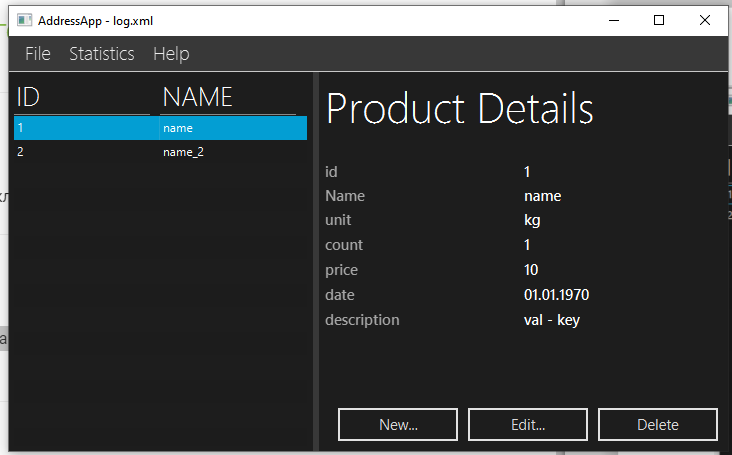 AddressApp - log.xml
File Statistics Help
ID NAME
1 name
2 name_2
Product Details
id 1
Name name
unit kg
count 1
price 10
date 01.01.1970
description val - key
New... Edit... Delete